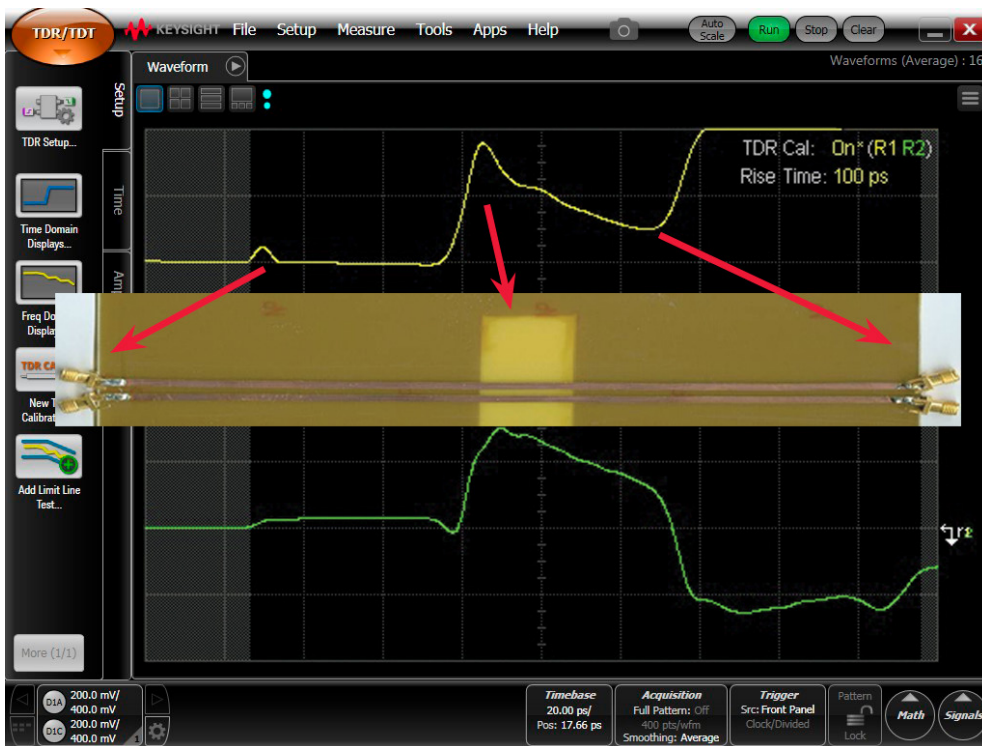 TDR/TDT
KEYSIGHT File Setup Measure Tools Apps Help
Auto Scale
Run
Stop
Clear
X
Waveform
Waveforms (Average) : 16
Setup
TDR Setup...
Time
Time Domain
Displays...
TDR Cal: On* (R1 R2)
Rise Time: 100 ps
Amp
Freq Do
Displa
TDR CA
New T
Calibrat
Add Limit Line
Test...
More (1/1)
D1A 200.0 mV/
400.0 mV
D1C 200.0 mV/
400.0 mV
1
Timebase
20.00 ps/
Pos: 17.66 ps
Acquisition
Full Pattern: Off
400 pts/wfm
Smoothing: Average
Trigger
Src: Front Panel
Clock/Divided
Pattern
Lock
Math
Signals